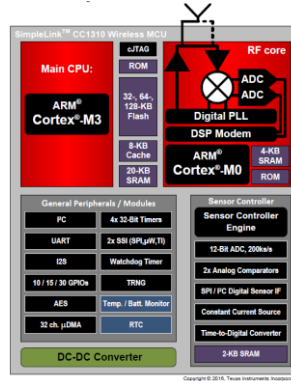 SimpleLink™ CC1310 Wireless MCU
Main CPU:
ARM®
Cortex®-M3
cJTAG
ROM
32-, 64-,
128-KB
Flash
8-KB
Cache
20-KB
SRAM
RF core
ADC
ADC
Digital PLL
DSP Modem
ARM®
Cortex®-M0
4-KB
SRAM
ROM
General Peripherals / Modules
I²C
4x 32-Bit Timers
UART
2x SSI (SPI,µW,TI)
I2S
Watchdog Timer
10 / 15 / 30 GPIOs
TRNG
AES
Temp. / Batt. Monitor
32 ch. µDMA
RTC
DC-DC Converter
Sensor Controller
Sensor Controller
Engine
12-Bit ADC, 200ks/s
2x Analog Comparators
SPI / I²C Digital Sensor IF
Constant Current Source
Time-to-Digital Converter
2-KB SRAM
Copyright © 2016, Texas Instruments Incorpor